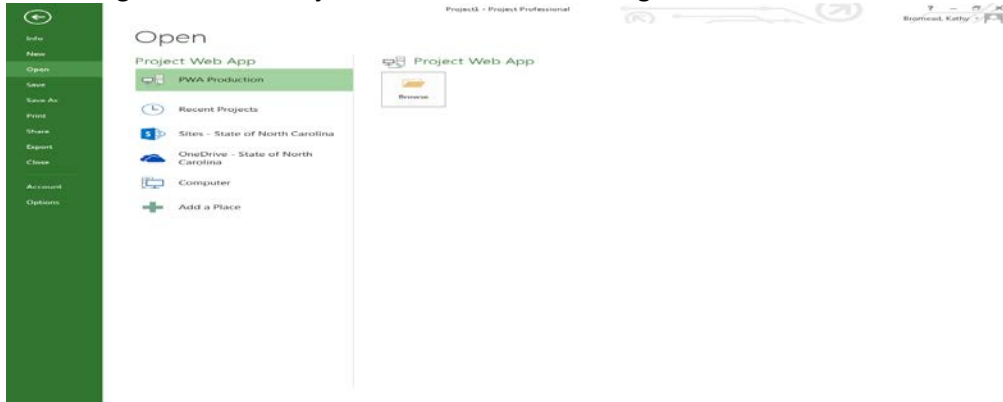 Project1 - Project Professional
?
Bromead, Kathy
Info
New
Open
Save
Save As
Print
Share
Export
Close
Account
Options
Open
Project Web App
PWA Production
Recent Projects
Sites - State of North Carolina
OneDrive - State of North
Carolina
Computer
Add a Place
Project Web App
Browse